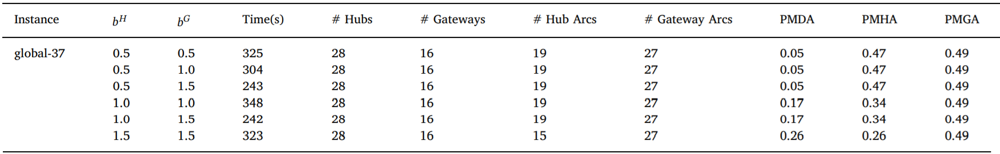 Instance b^H b^G Time(s) # Hubs # Gateways # Hub Arcs # Gateway Arcs PMDA PMHA PMGA
global-37 0.5 0.5 325 28 16 19 27 0.05 0.47 0.49
0.5 1.0 304 28 16 19 27 0.05 0.47 0.49
0.5 1.5 243 28 16 19 27 0.05 0.47 0.49
1.0 1.0 348 28 16 19 27 0.17 0.34 0.49
1.0 1.5 242 28 16 19 27 0.17 0.34 0.49
1.5 1.5 323 28 16 15 27 0.26 0.26 0.49